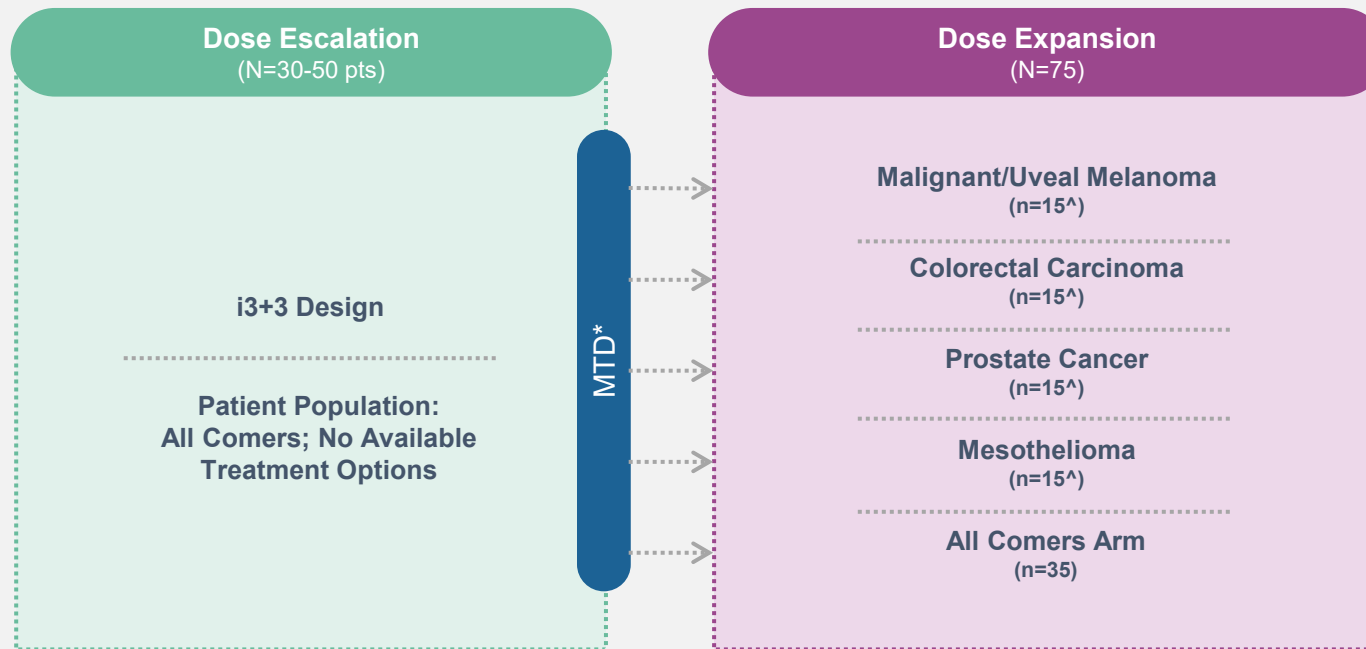 Dose Escalation
(N=30-50 pts)
i3+3 Design
Patient Population:
All Comers; No Available
Treatment Options
MTD*
Dose Expansion
(N=75)
Malignant/Uveal Melanoma
(n=15^)
Colorectal Carcinoma
(n=15^)
Prostate Cancer
(n=15^)
Mesothelioma
(n=15^)
All Comers Arm
(n=35)